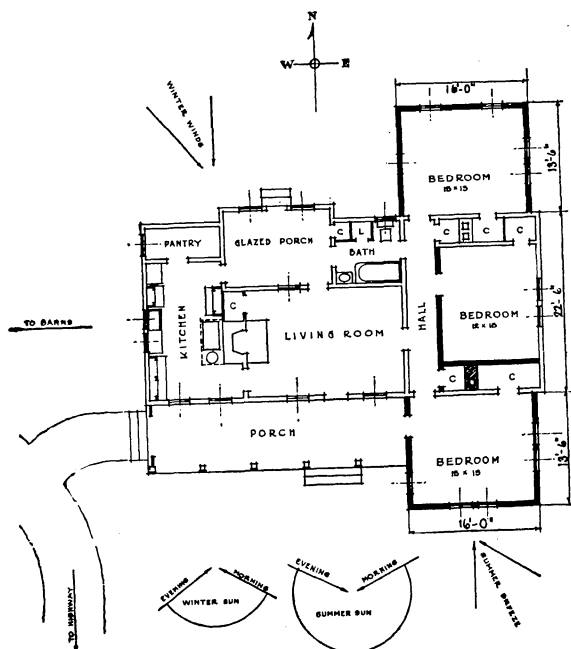 N
W E
16'-0"
WINTER WINDS
13'-6"
BEDROOM
15 × 15
PANTRY
GLAZED PORCH
C L
C C C
BATH
TO BARNS
KITCHEN
C
LIVING ROOM
HALL
BEDROOM
12 × 15
22'-6"
C C
PORCH
BEDROOM
15 × 15
13'-6"
16'-0"
EVENING MORNING
WINTER SUN
EVENING MORNING
SUMMER SUN
SUMMER BREEZE
TO HIGHWAY